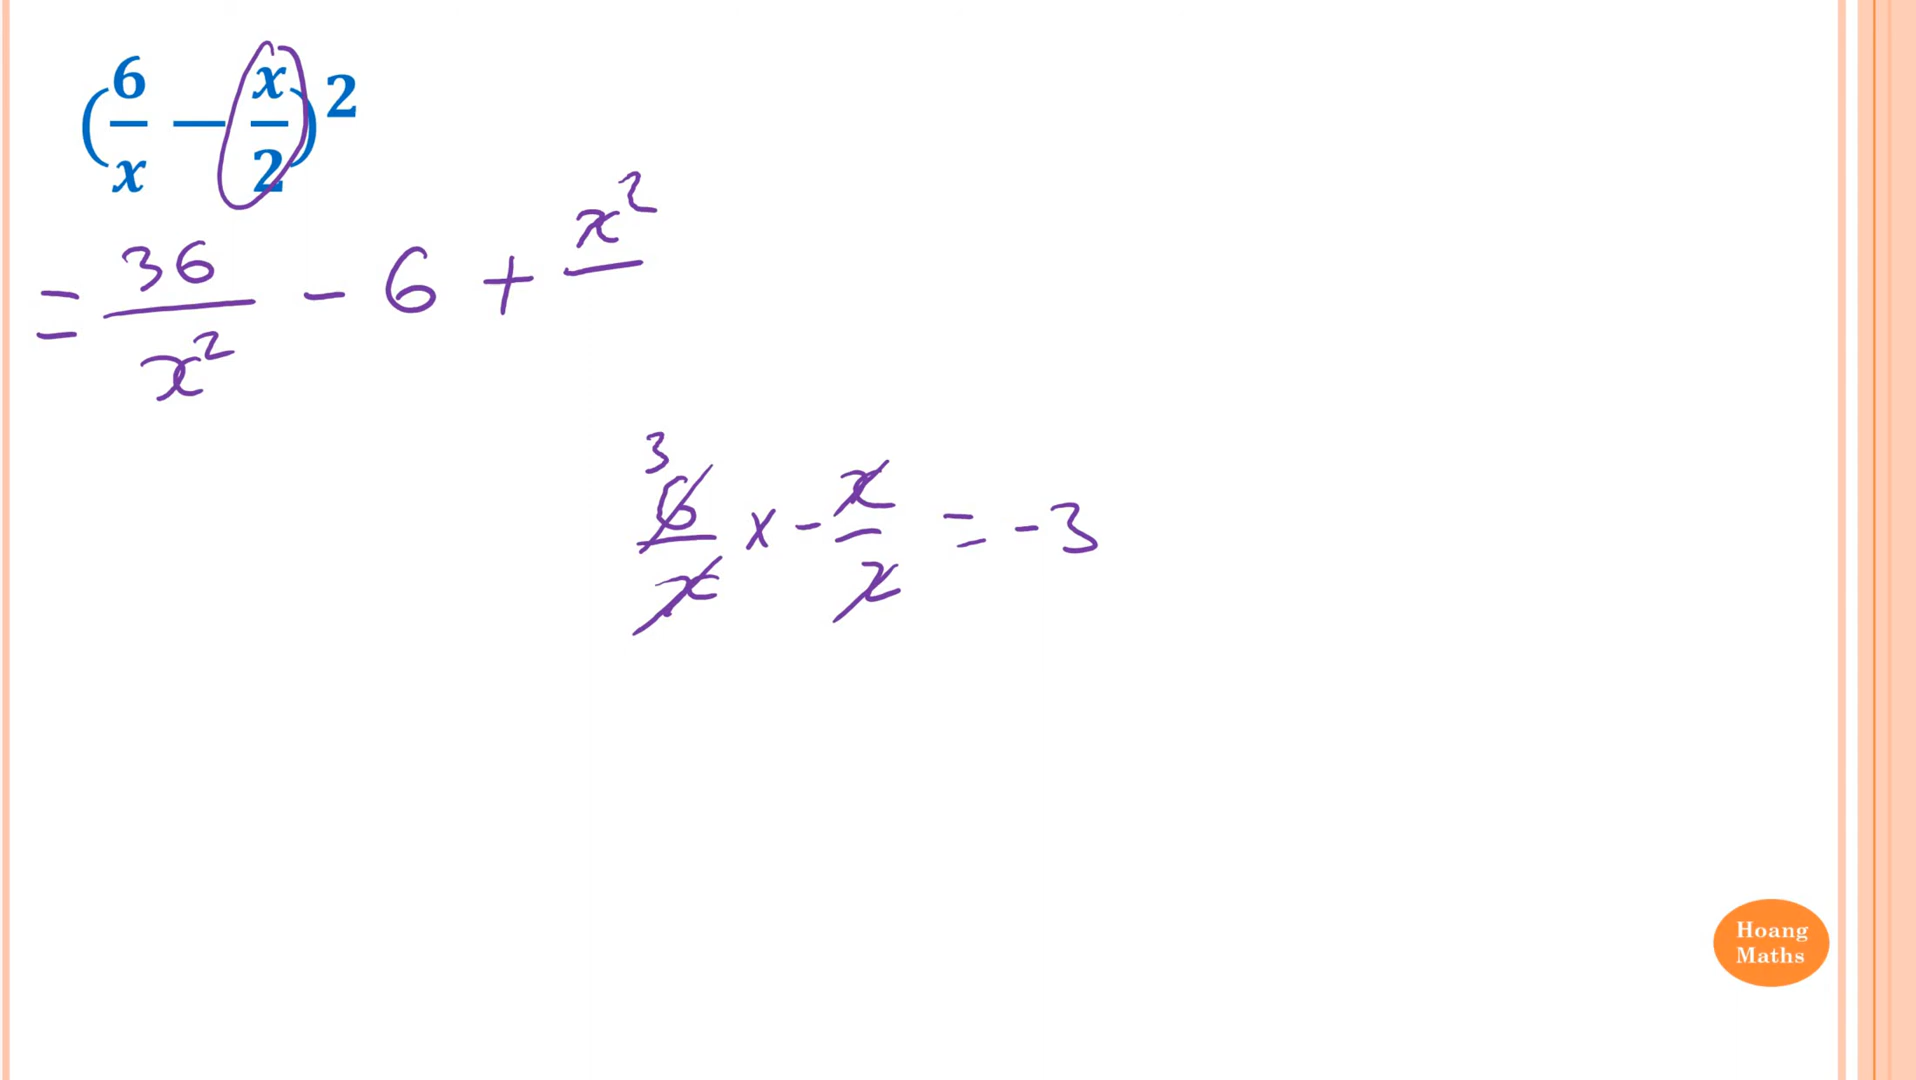 (6/x − x/2)²
= 36/x² - 6 + x²/
3
6/x x - x/2 = -3
Hoang
Maths